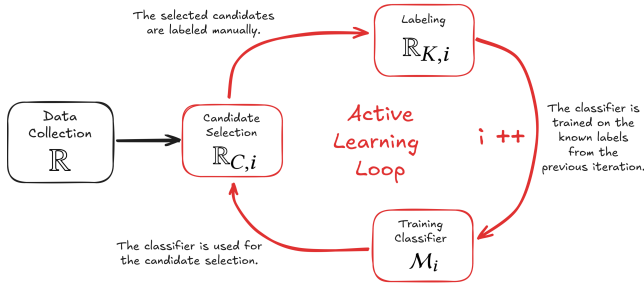 The selected candidates
are labeled manually.
Labeling
ℝ_{K,i}
Data
Collection
ℝ
Candidate
Selection
ℝ_{C,i}
Active
Learning
Loop
i ++
The classifier is
trained on the
known labels
from the
previous iteration.
The classifier is used for
the candidate selection.
Training
Classifier
ℳ_i